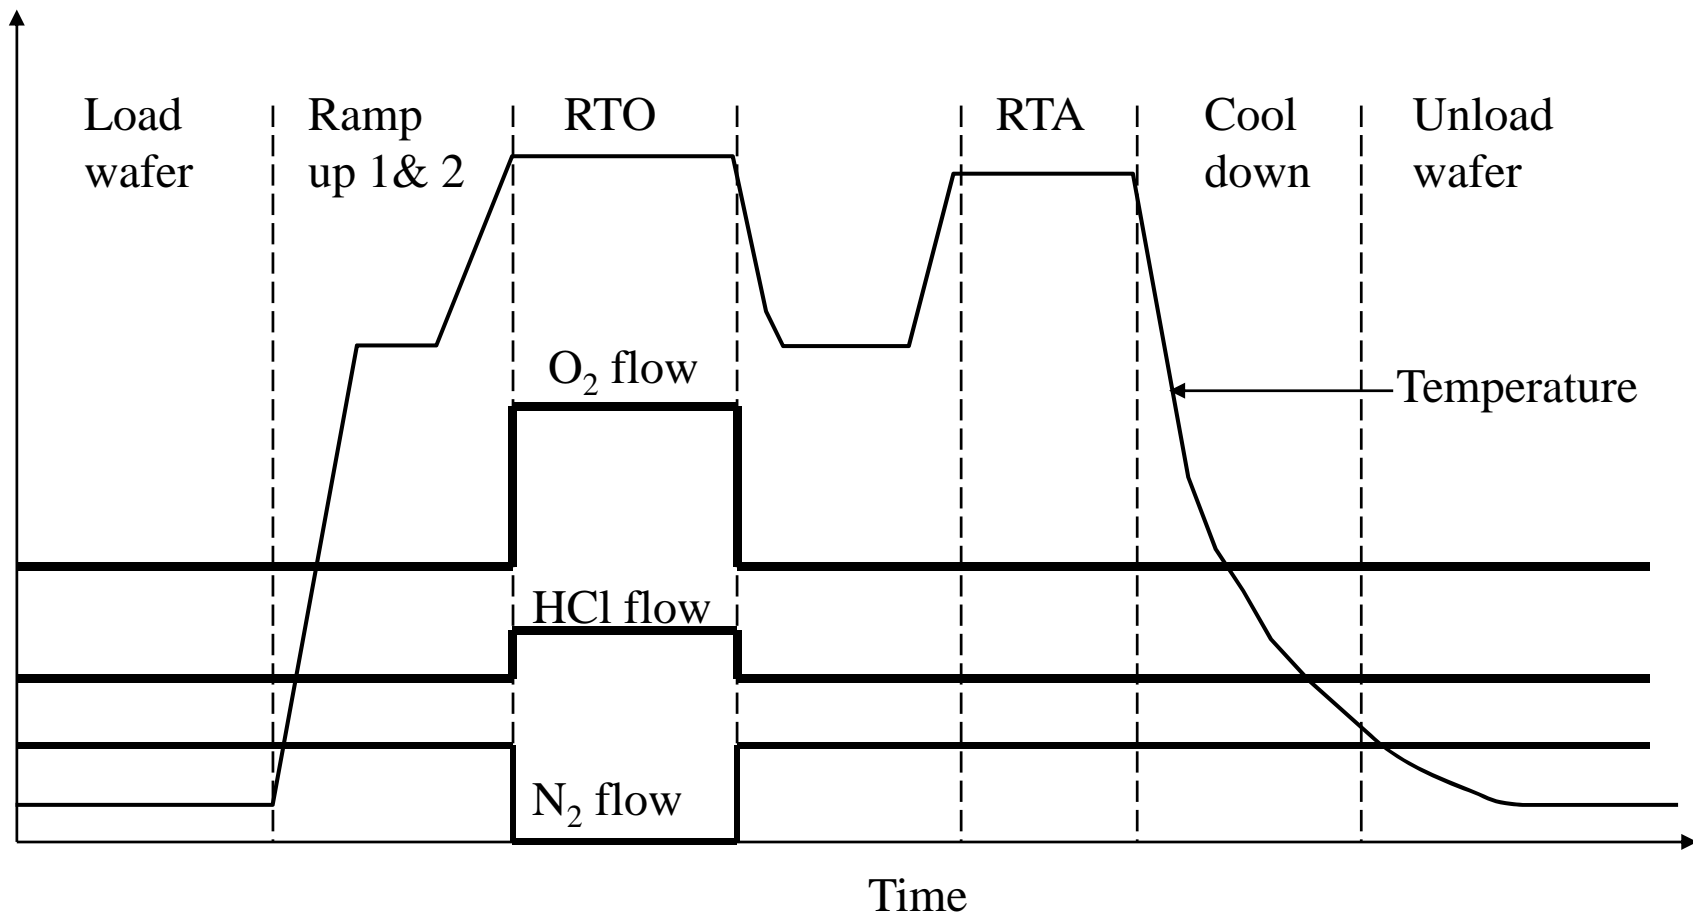 Load
wafer
Ramp
up 1& 2
RTO
RTA
Cool
down
Unload
wafer
O₂ flow
Temperature
HCl flow
N₂ flow
Time